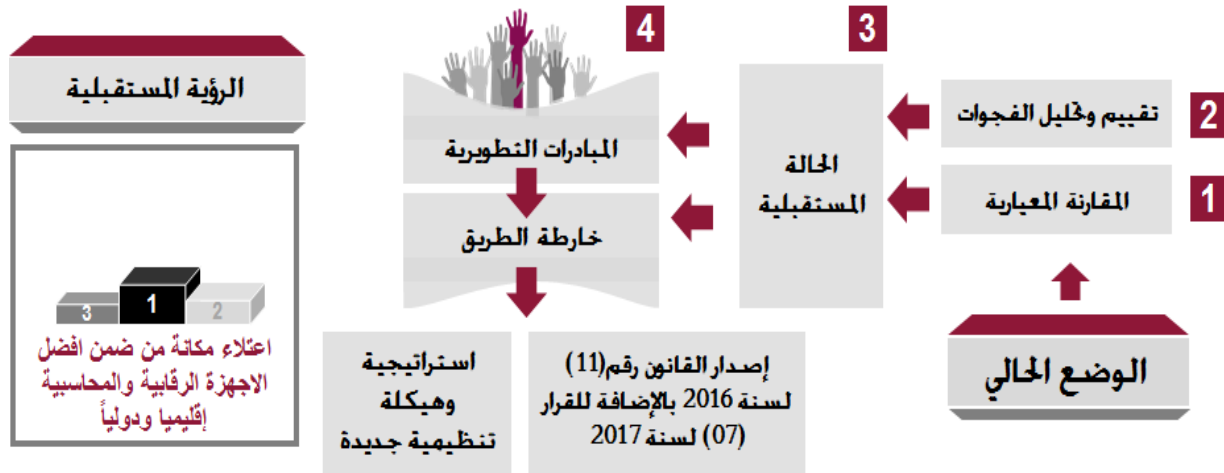 الوضع الحالي
1
المقارنة المعيارية
2
تقييم وتحليل الفجوات
3
الحالة
المستقبلية
4
المبادرات التطويرية
خارطة الطريق
إصدار القانون رقم(11)
لسنة 2016 بالإضافة للقرار
(07) لسنة 2017
استراتيجية
وهيكلة
تنظيمية جديدة
الرؤية المستقبلية
3
1
2
اعتلاء مكانة من ضمن افضل
الاجهزة الرقابية والمحاسبية
إقليميا ودولياً